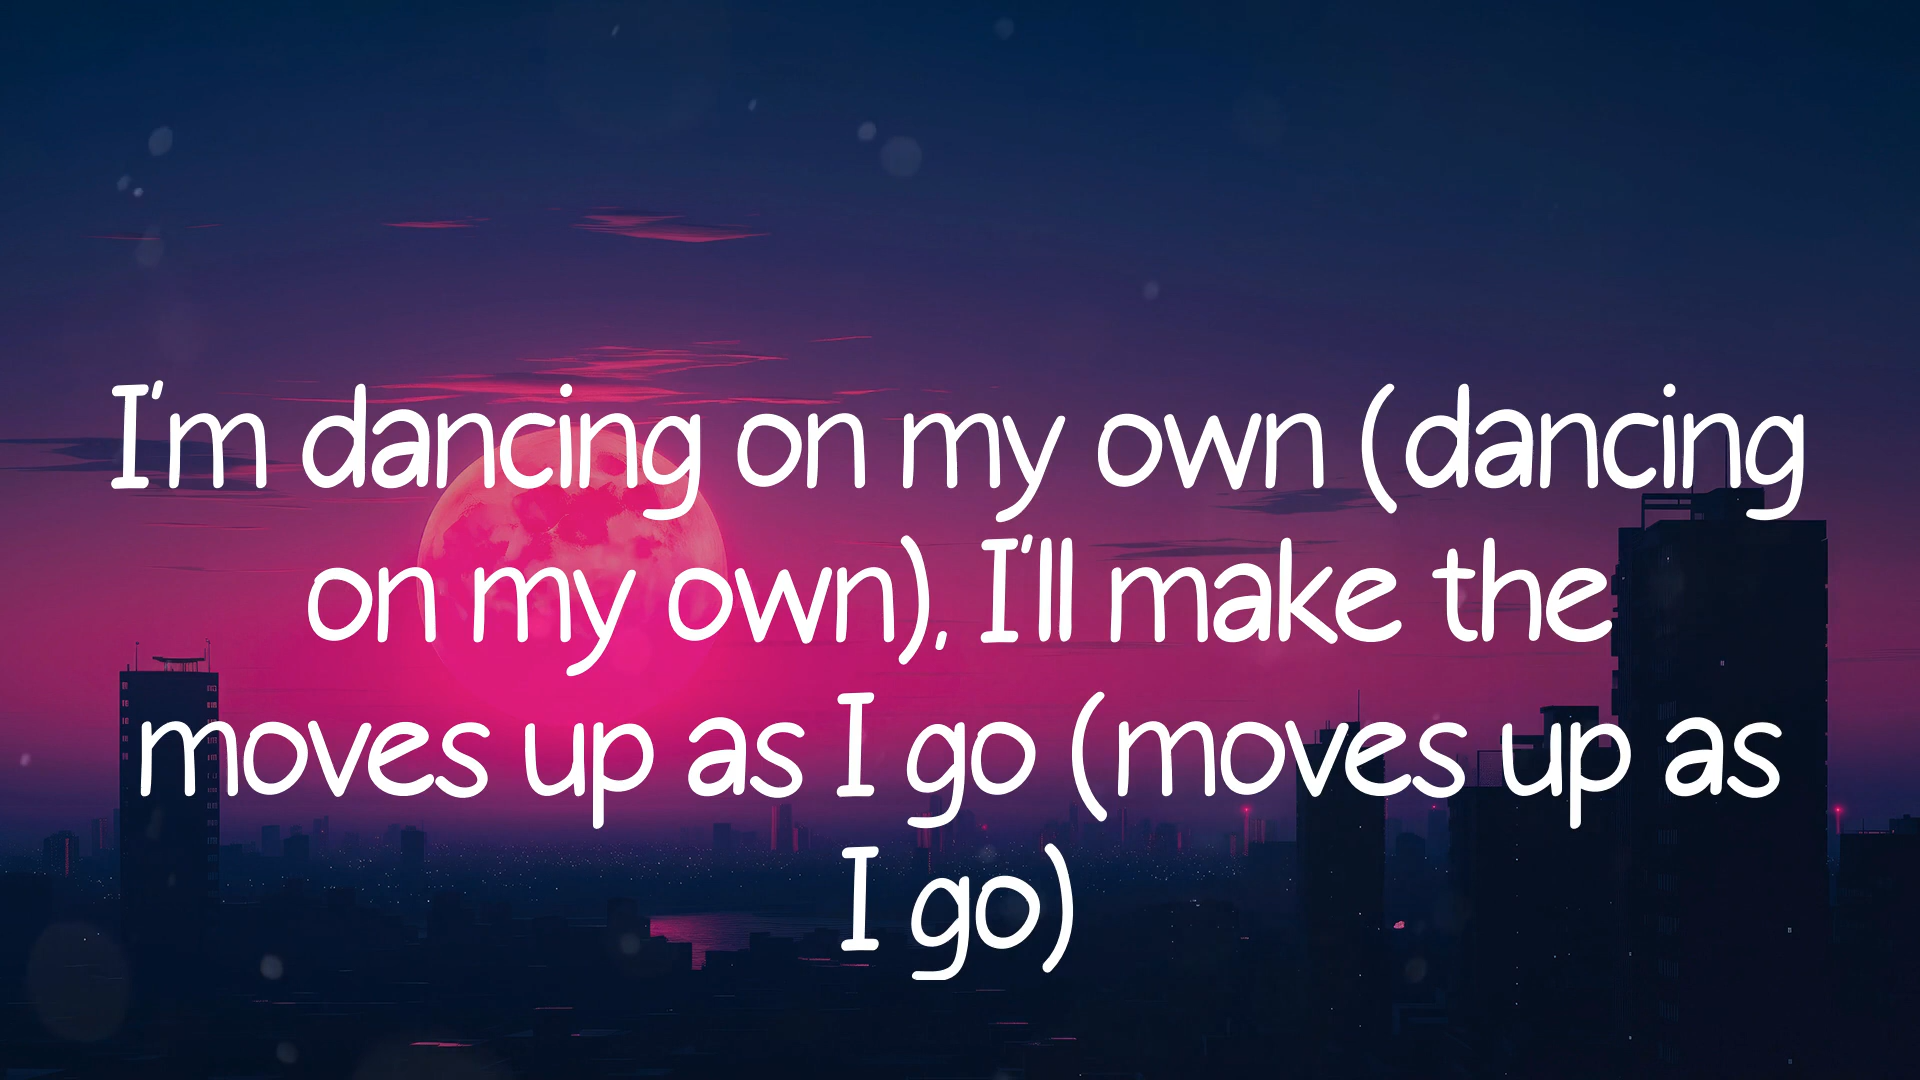 I'm dancing on my own (dancing
on my own), I'll make the
moves up as I go (moves up as
I go)